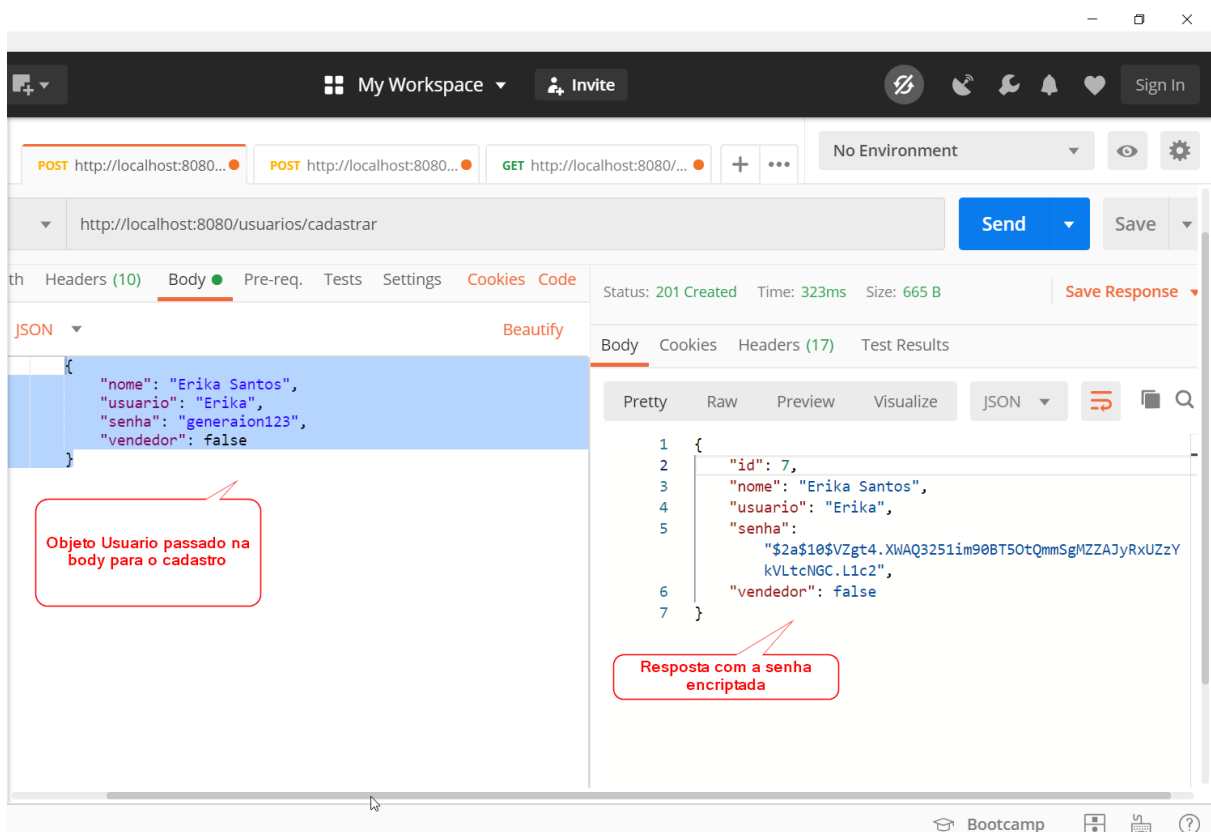 My Workspace
Invite
Sign In
POST http://localhost:8080...
POST http://localhost:8080...
GET http://localhost:8080/...
No Environment
http://localhost:8080/usuarios/cadastrar
Send
Save
th Headers (10) Body Pre-req. Tests Settings Cookies Code
JSON
Beautify
{
"nome": "Erika Santos",
"usuario": "Erika",
"senha": "generaion123",
"vendedor": false
}
Objeto Usuario passado na
body para o cadastro
Status: 201 Created Time: 323ms Size: 665 B
Save Response
Body Cookies Headers (17) Test Results
Pretty Raw Preview Visualize JSON
1 {
2 "id": 7,
3 "nome": "Erika Santos",
4 "usuario": "Erika",
5 "senha":
"$2a$10$VZgt4.XWAQ3251im90BT5OtQmmSgMZZAJyRxUZzY
kVLtcNGC.L1c2",
6 "vendedor": false
7 }
Resposta com a senha
encriptada
Bootcamp